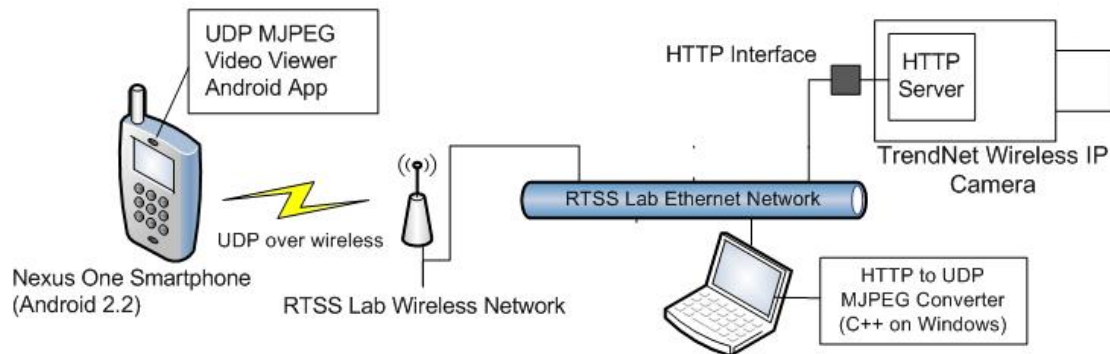 UDP MJPEG
Video Viewer
Android App
HTTP Interface
HTTP
Server
TrendNet Wireless IP
Camera
RTSS Lab Ethernet Network
UDP over wireless
Nexus One Smartphone
(Android 2.2)
RTSS Lab Wireless Network
HTTP to UDP
MJPEG Converter
(C++ on Windows)